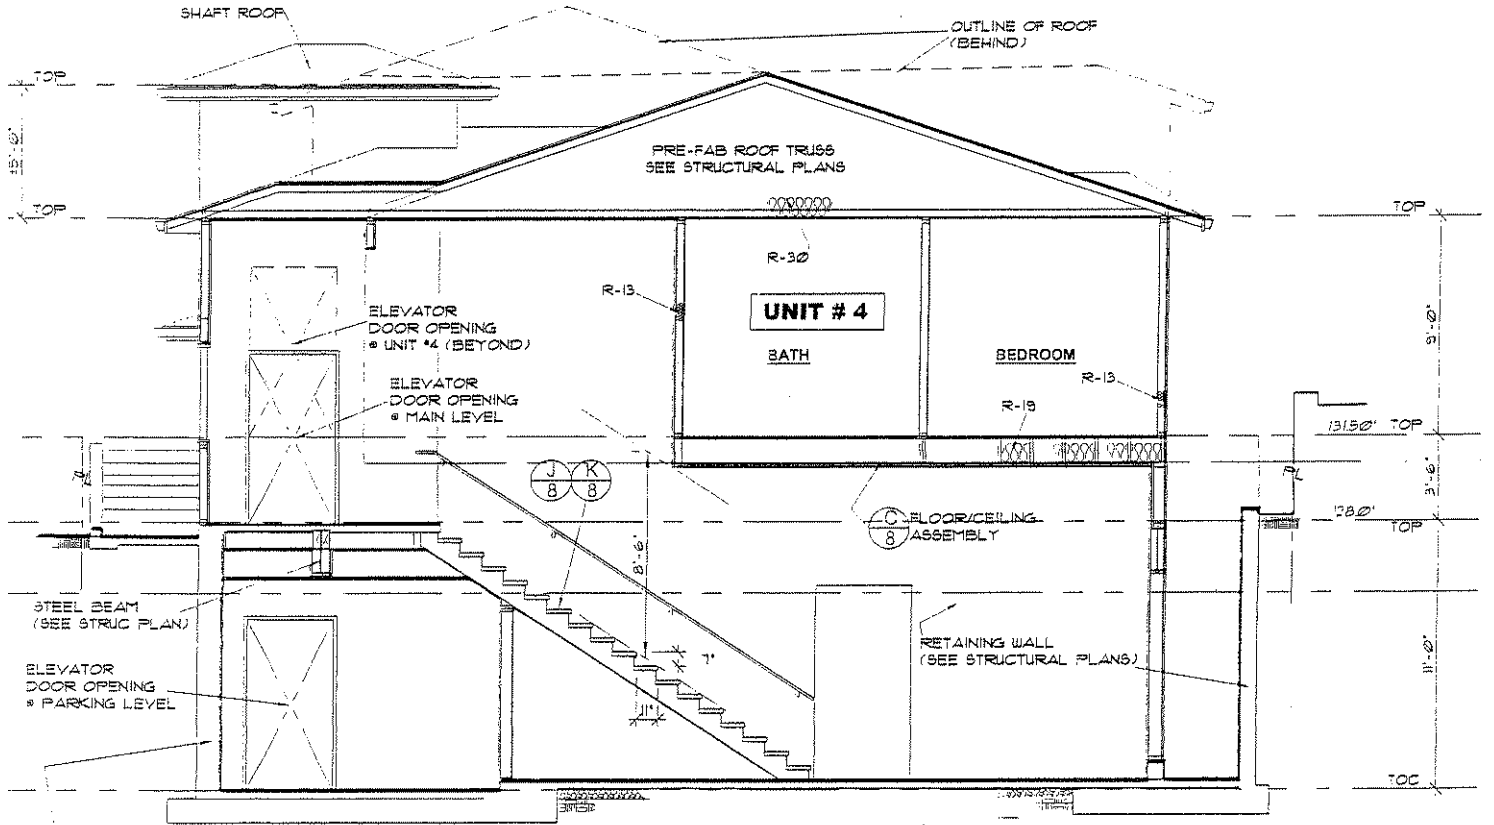 SHAFT ROOF
OUTLINE OF ROOF
(BEHIND)
TOP
15'-6"
PRE-FAB ROOF TRUSS
SEE STRUCTURAL PLANS
TOP
TOP
R-30
R-13
UNIT # 4
ELEVATOR
DOOR OPENING
@ UNIT #4 (BEYOND)
BATH
BEDROOM
9'-0"
ELEVATOR
DOOR OPENING
@ MAIN LEVEL
R-13
R-19
131.50' TOP
J
8
K
8
3'-6"
128.0'
TOP
C
8
FLOOR/CEILING
ASSEMBLY
8'-6"
STEEL BEAM
(SEE STRUC PLAN)
RETAINING WALL
(SEE STRUCTURAL PLANS)
7"
11'-0"
ELEVATOR
DOOR OPENING
@ PARKING LEVEL
11"
TOC